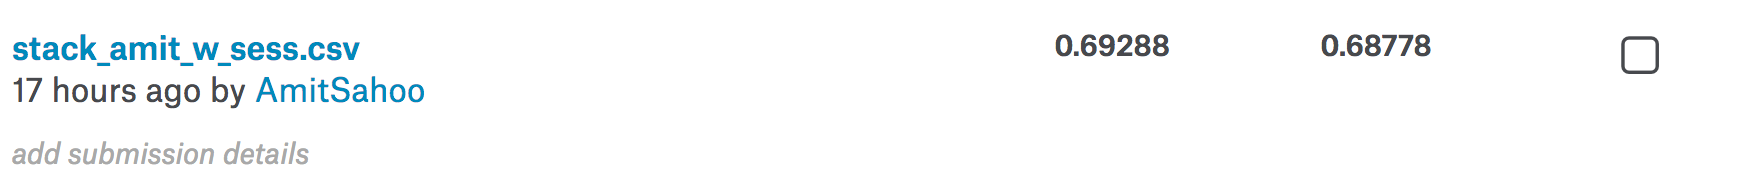 stack_amit_w_sess.csv 0.69288 0.68778
17 hours ago by AmitSahoo
add submission details